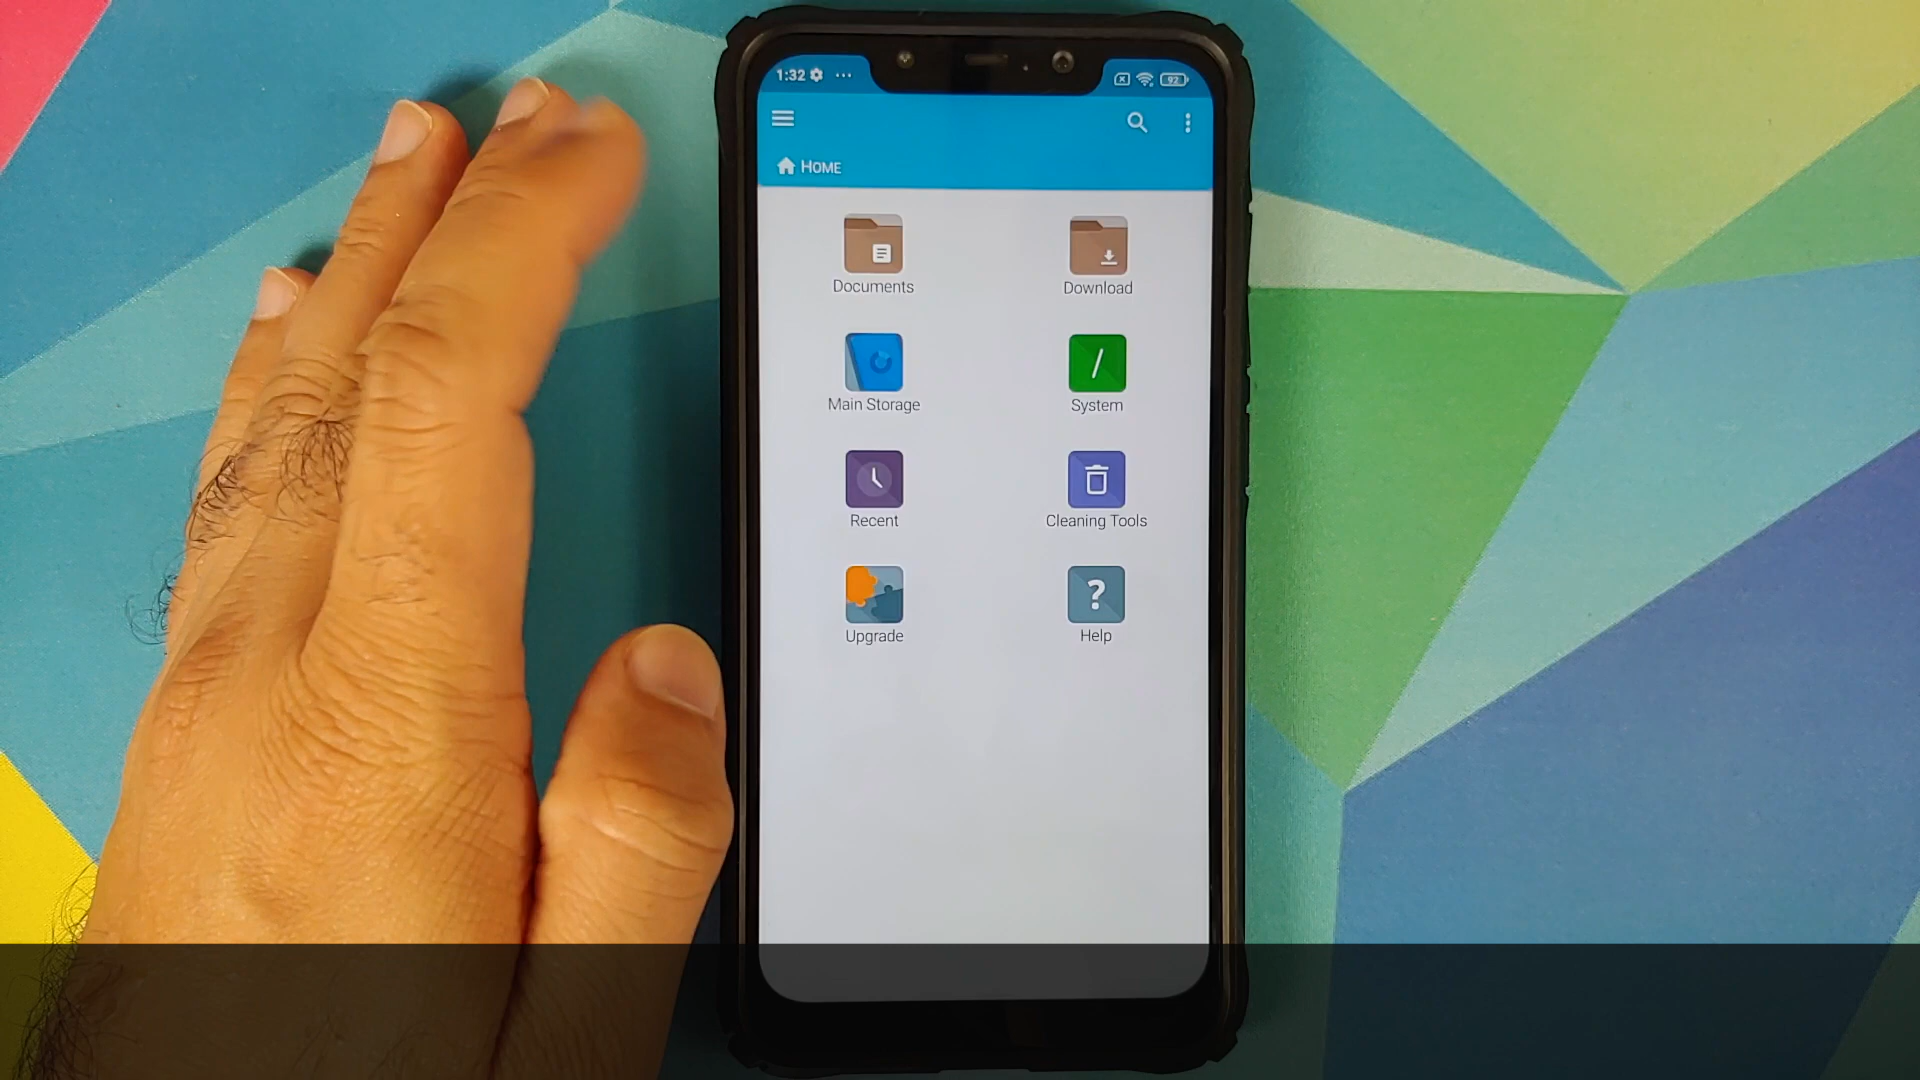 1:32 92
HOME
Documents Download
Main Storage System
/
Recent Cleaning Tools
?
Upgrade Help